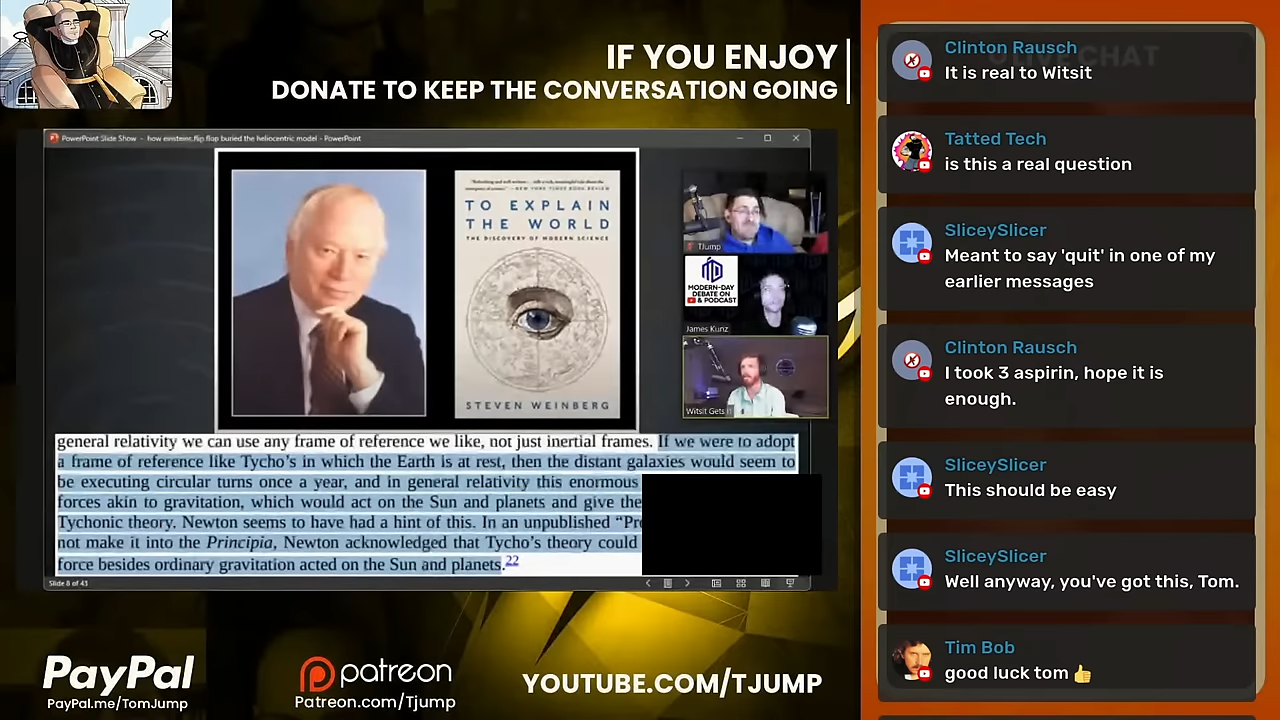 IF YOU ENJOY
DONATE TO KEEP THE CONVERSATION GOING
PowerPoint Slide Show - how einsteins flip flop buried the heliocentric model - PowerPoint
TO EXPLAIN
THE WORLD
THE DISCOVERY OF MODERN SCIENCE
STEVEN WEINBERG
TJump
MODERN-DAY
DEBATE ON
& PODCAST
James Kunz
Witsit Gets It
general relativity we can use any frame of reference we like, not just inertial frames. If we were to adopt
a frame of reference like Tycho’s in which the Earth is at rest, then the distant galaxies would seem to
be executing circular turns once a year, and in general relativity this enormous
forces akin to gravitation, which would act on the Sun and planets and give the
Tychonic theory. Newton seems to have had a hint of this. In an unpublished “Pr
not make it into the Principia, Newton acknowledged that Tycho’s theory could
force besides ordinary gravitation acted on the Sun and planets.22
Slide 8 of 43
PayPal
PayPal.me/TomJump
patreon
Patreon.com/Tjump
YOUTUBE.COM/TJUMP
CHAT
Clinton Rausch
It is real to Witsit
Tatted Tech
is this a real question
SliceySlicer
Meant to say 'quit' in one of my
earlier messages
Clinton Rausch
I took 3 aspirin, hope it is
enough.
SliceySlicer
This should be easy
SliceySlicer
Well anyway, you've got this, Tom.
Tim Bob
good luck tom 👍